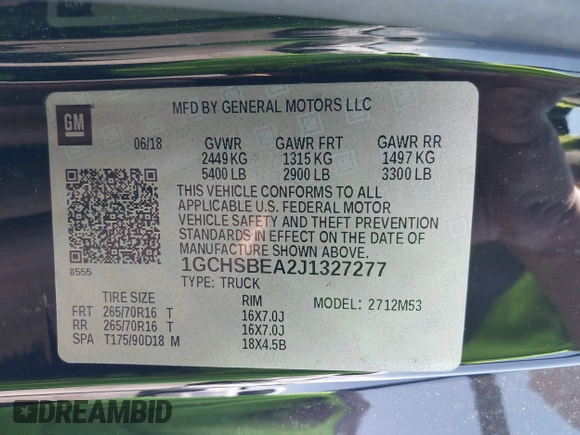 MFD BY GENERAL MOTORS LLC
GM
06/18 GVWR GAWR FRT GAWR RR
2449 KG 1315 KG 1497 KG
5400 LB 2900 LB 3300 LB
THIS VEHICLE CONFORMS TO ALL
APPLICABLE U.S. FEDERAL MOTOR
VEHICLE SAFETY AND THEFT PREVENTION
STANDARDS IN EFFECT ON THE DATE OF
MANUFACTURE SHOWN ABOVE.
8555
1GCHSBEA2J1327277
TYPE: TRUCK
MODEL: 2712M53
TIRE SIZE RIM
FRT 265/70R16 T 16X7.0J
RR 265/70R16 T 16X7.0J
SPA T175/90D18 M 18X4.5B
DREAMBID